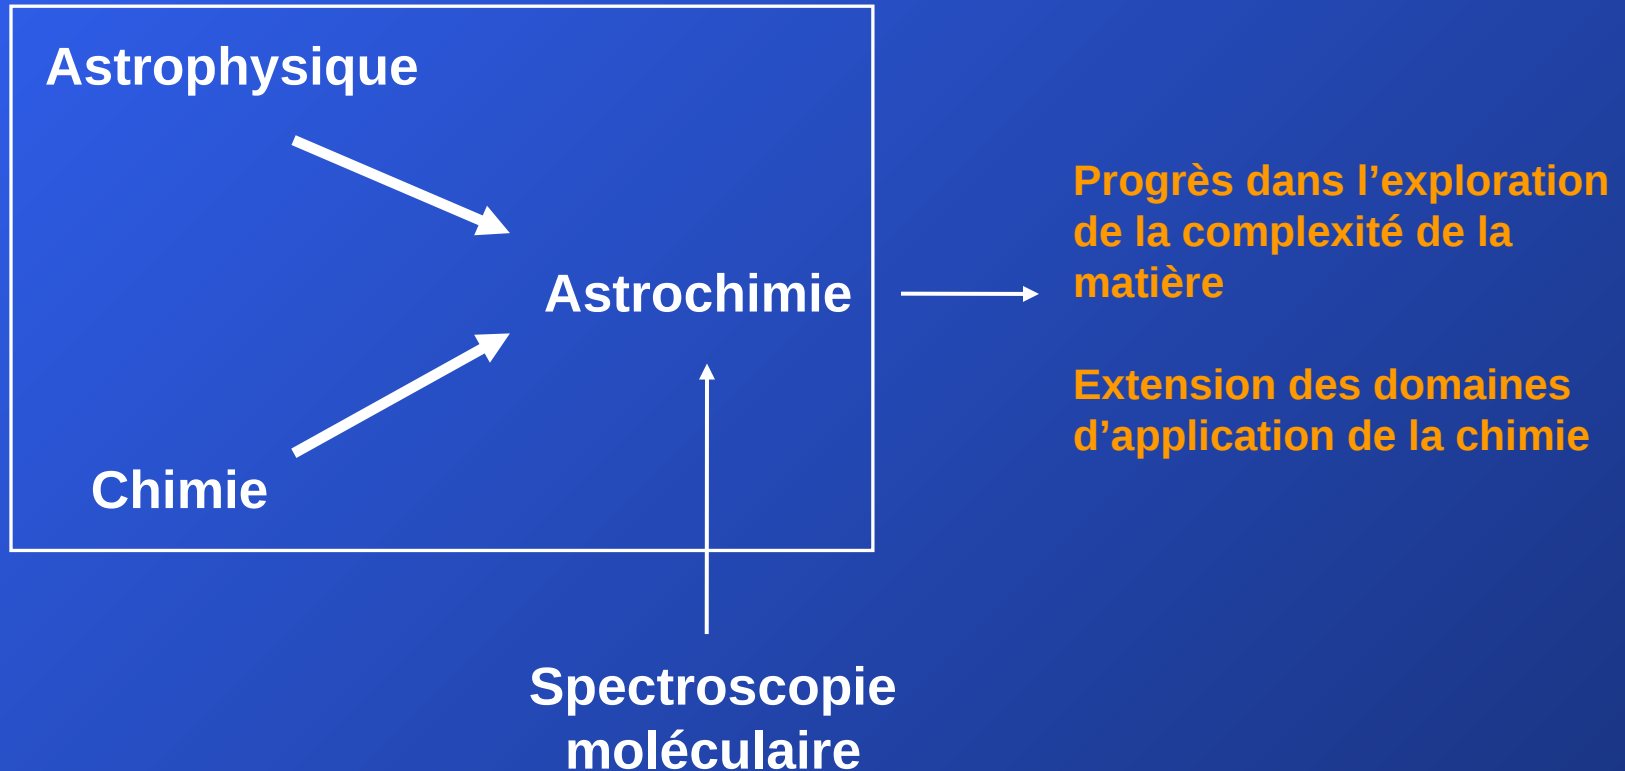 Astrophysique
Progrès dans l’exploration
de la complexité de la
matière
Astrochimie
Extension des domaines
d’application de la chimie
Chimie
Spectroscopie
moléculaire